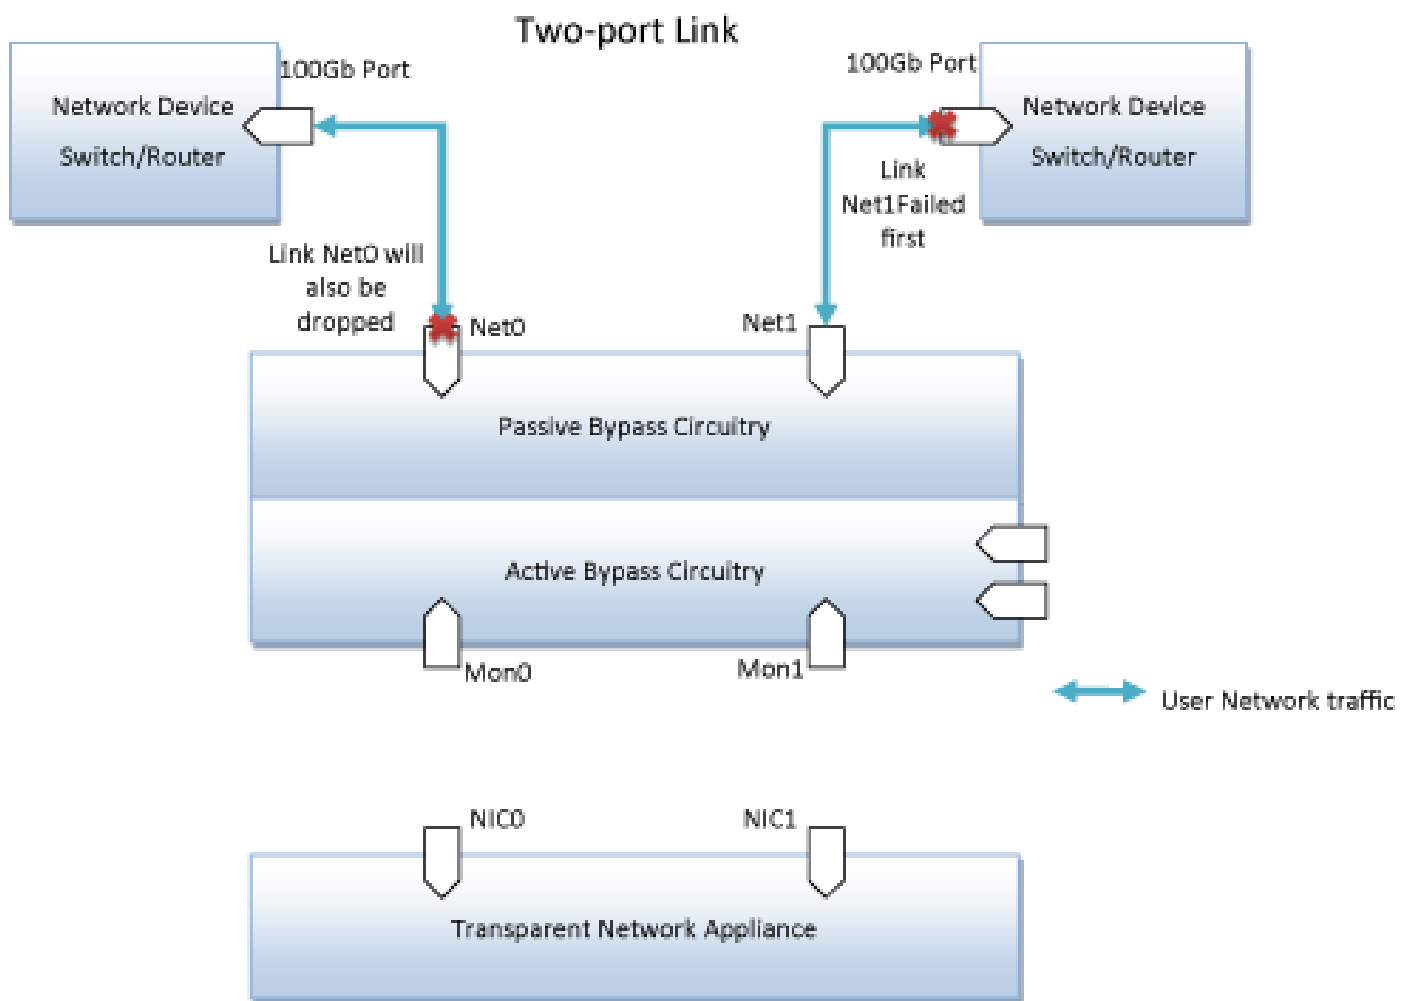 Two-port Link
100Gb Port
100Gb Port
Network Device
Switch/Router
Network Device
Switch/Router
Link
Net1Failed
first
Link Net0 will
also be
dropped
Net0
Net1
Passive Bypass Circuitry
Active Bypass Circuitry
Mon0
Mon1
User Network traffic
NIC0
NIC1
Transparent Network Appliance